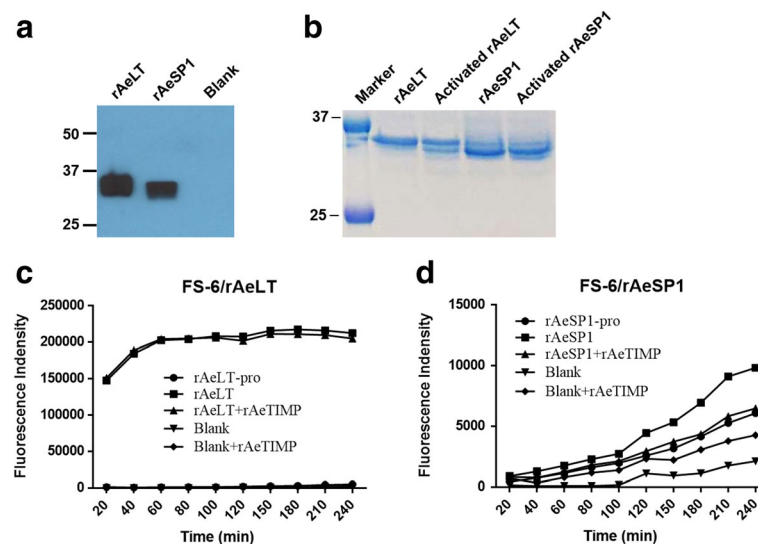 a
rAeLT
rAeSP1
Blank
50
37
25
b
Marker
rAeLT
Activated rAeLT
rAeSP1
Activated rAeSP1
37
25
c
FS-6/rAeLT
Fluorescence Indensity
250000
200000
150000
100000
50000
0
rAeLT-pro
rAeLT
rAeLT+rAeTIMP
Blank
Blank+rAeTIMP
20
40
60
80
100
120
150
180
210
240
Time (min)
d
FS-6/rAeSP1
Fluorescence Indensity
15000
10000
5000
0
rAeSP1-pro
rAeSP1
rAeSP1+rAeTIMP
Blank
Blank+rAeTIMP
20
40
60
80
100
120
150
180
210
240
Time (min)